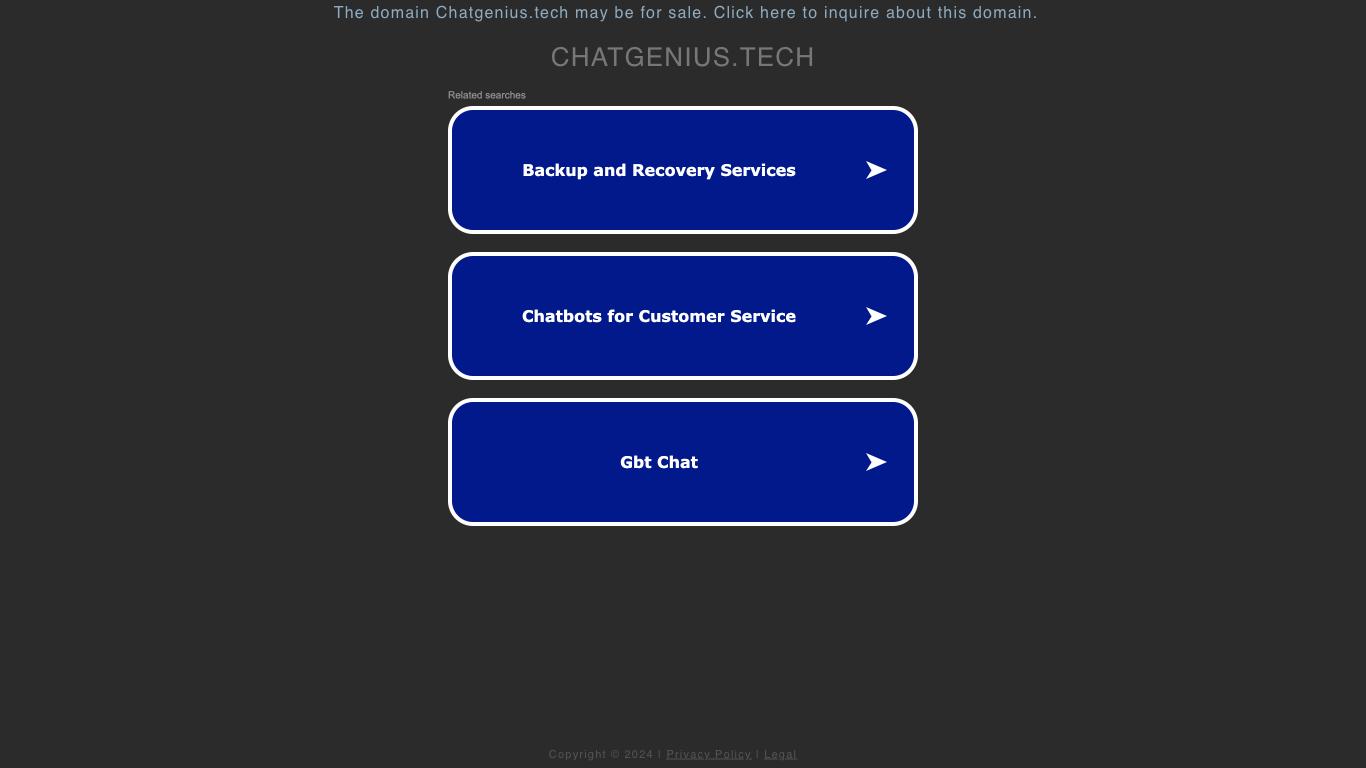 The domain Chatgenius.tech may be for sale. Click here to inquire about this domain.
CHATGENIUS.TECH
Related searches
Backup and Recovery Services
Chatbots for Customer Service
Gbt Chat
Copyright © 2024 | Privacy Policy | Legal